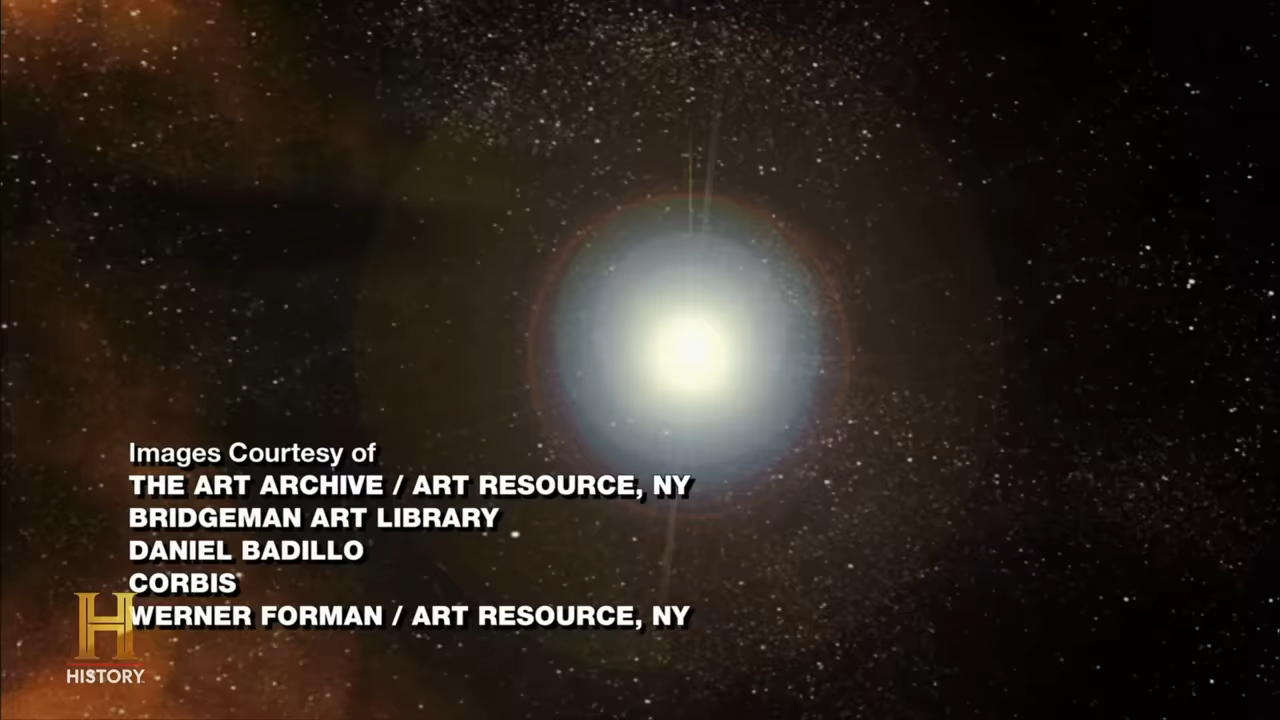 Images Courtesy of
THE ART ARCHIVE / ART RESOURCE, NY
BRIDGEMAN ART LIBRARY
DANIEL BADILLO
CORBIS
WERNER FORMAN / ART RESOURCE, NY
H
HISTORY